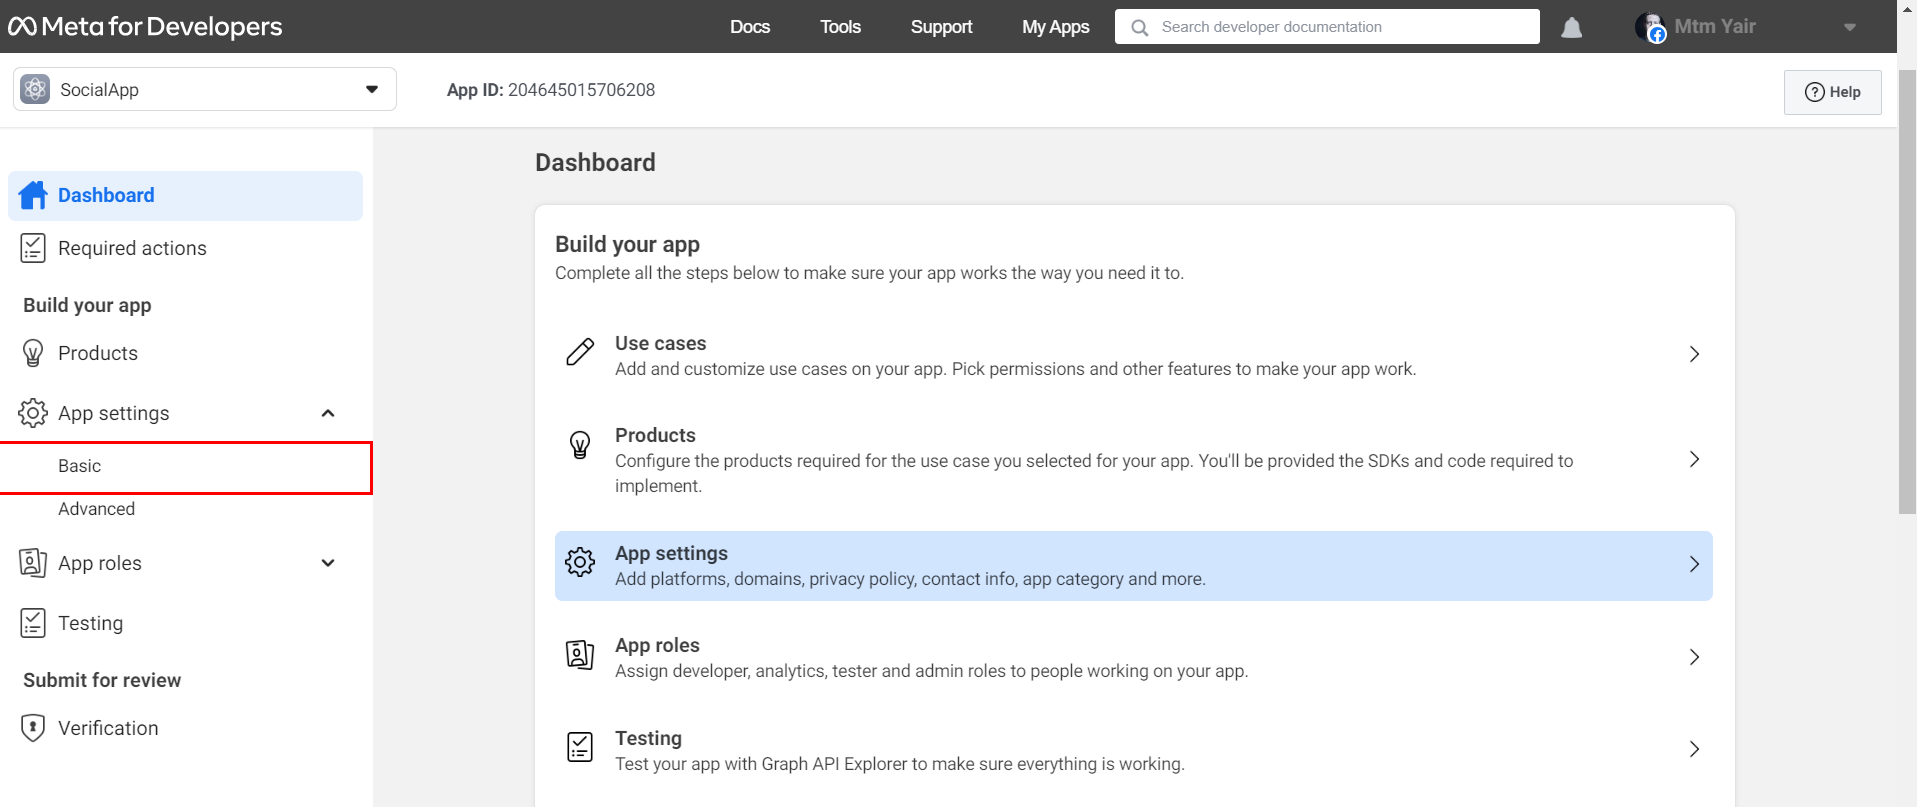 Meta for Developers
Docs
Tools
Support
My Apps
Search developer documentation
Mtm Yair
SocialApp
App ID: 204645015706208
Help
Dashboard
Required actions
Build your app
Products
App settings
Basic
Advanced
App roles
Testing
Submit for review
Verification
Dashboard
Build your app
Complete all the steps below to make sure your app works the way you need it to.
Use cases
Add and customize use cases on your app. Pick permissions and other features to make your app work.
Products
Configure the products required for the use case you selected for your app. You'll be provided the SDKs and code required to
implement.
App settings
Add platforms, domains, privacy policy, contact info, app category and more.
App roles
Assign developer, analytics, tester and admin roles to people working on your app.
Testing
Test your app with Graph API Explorer to make sure everything is working.